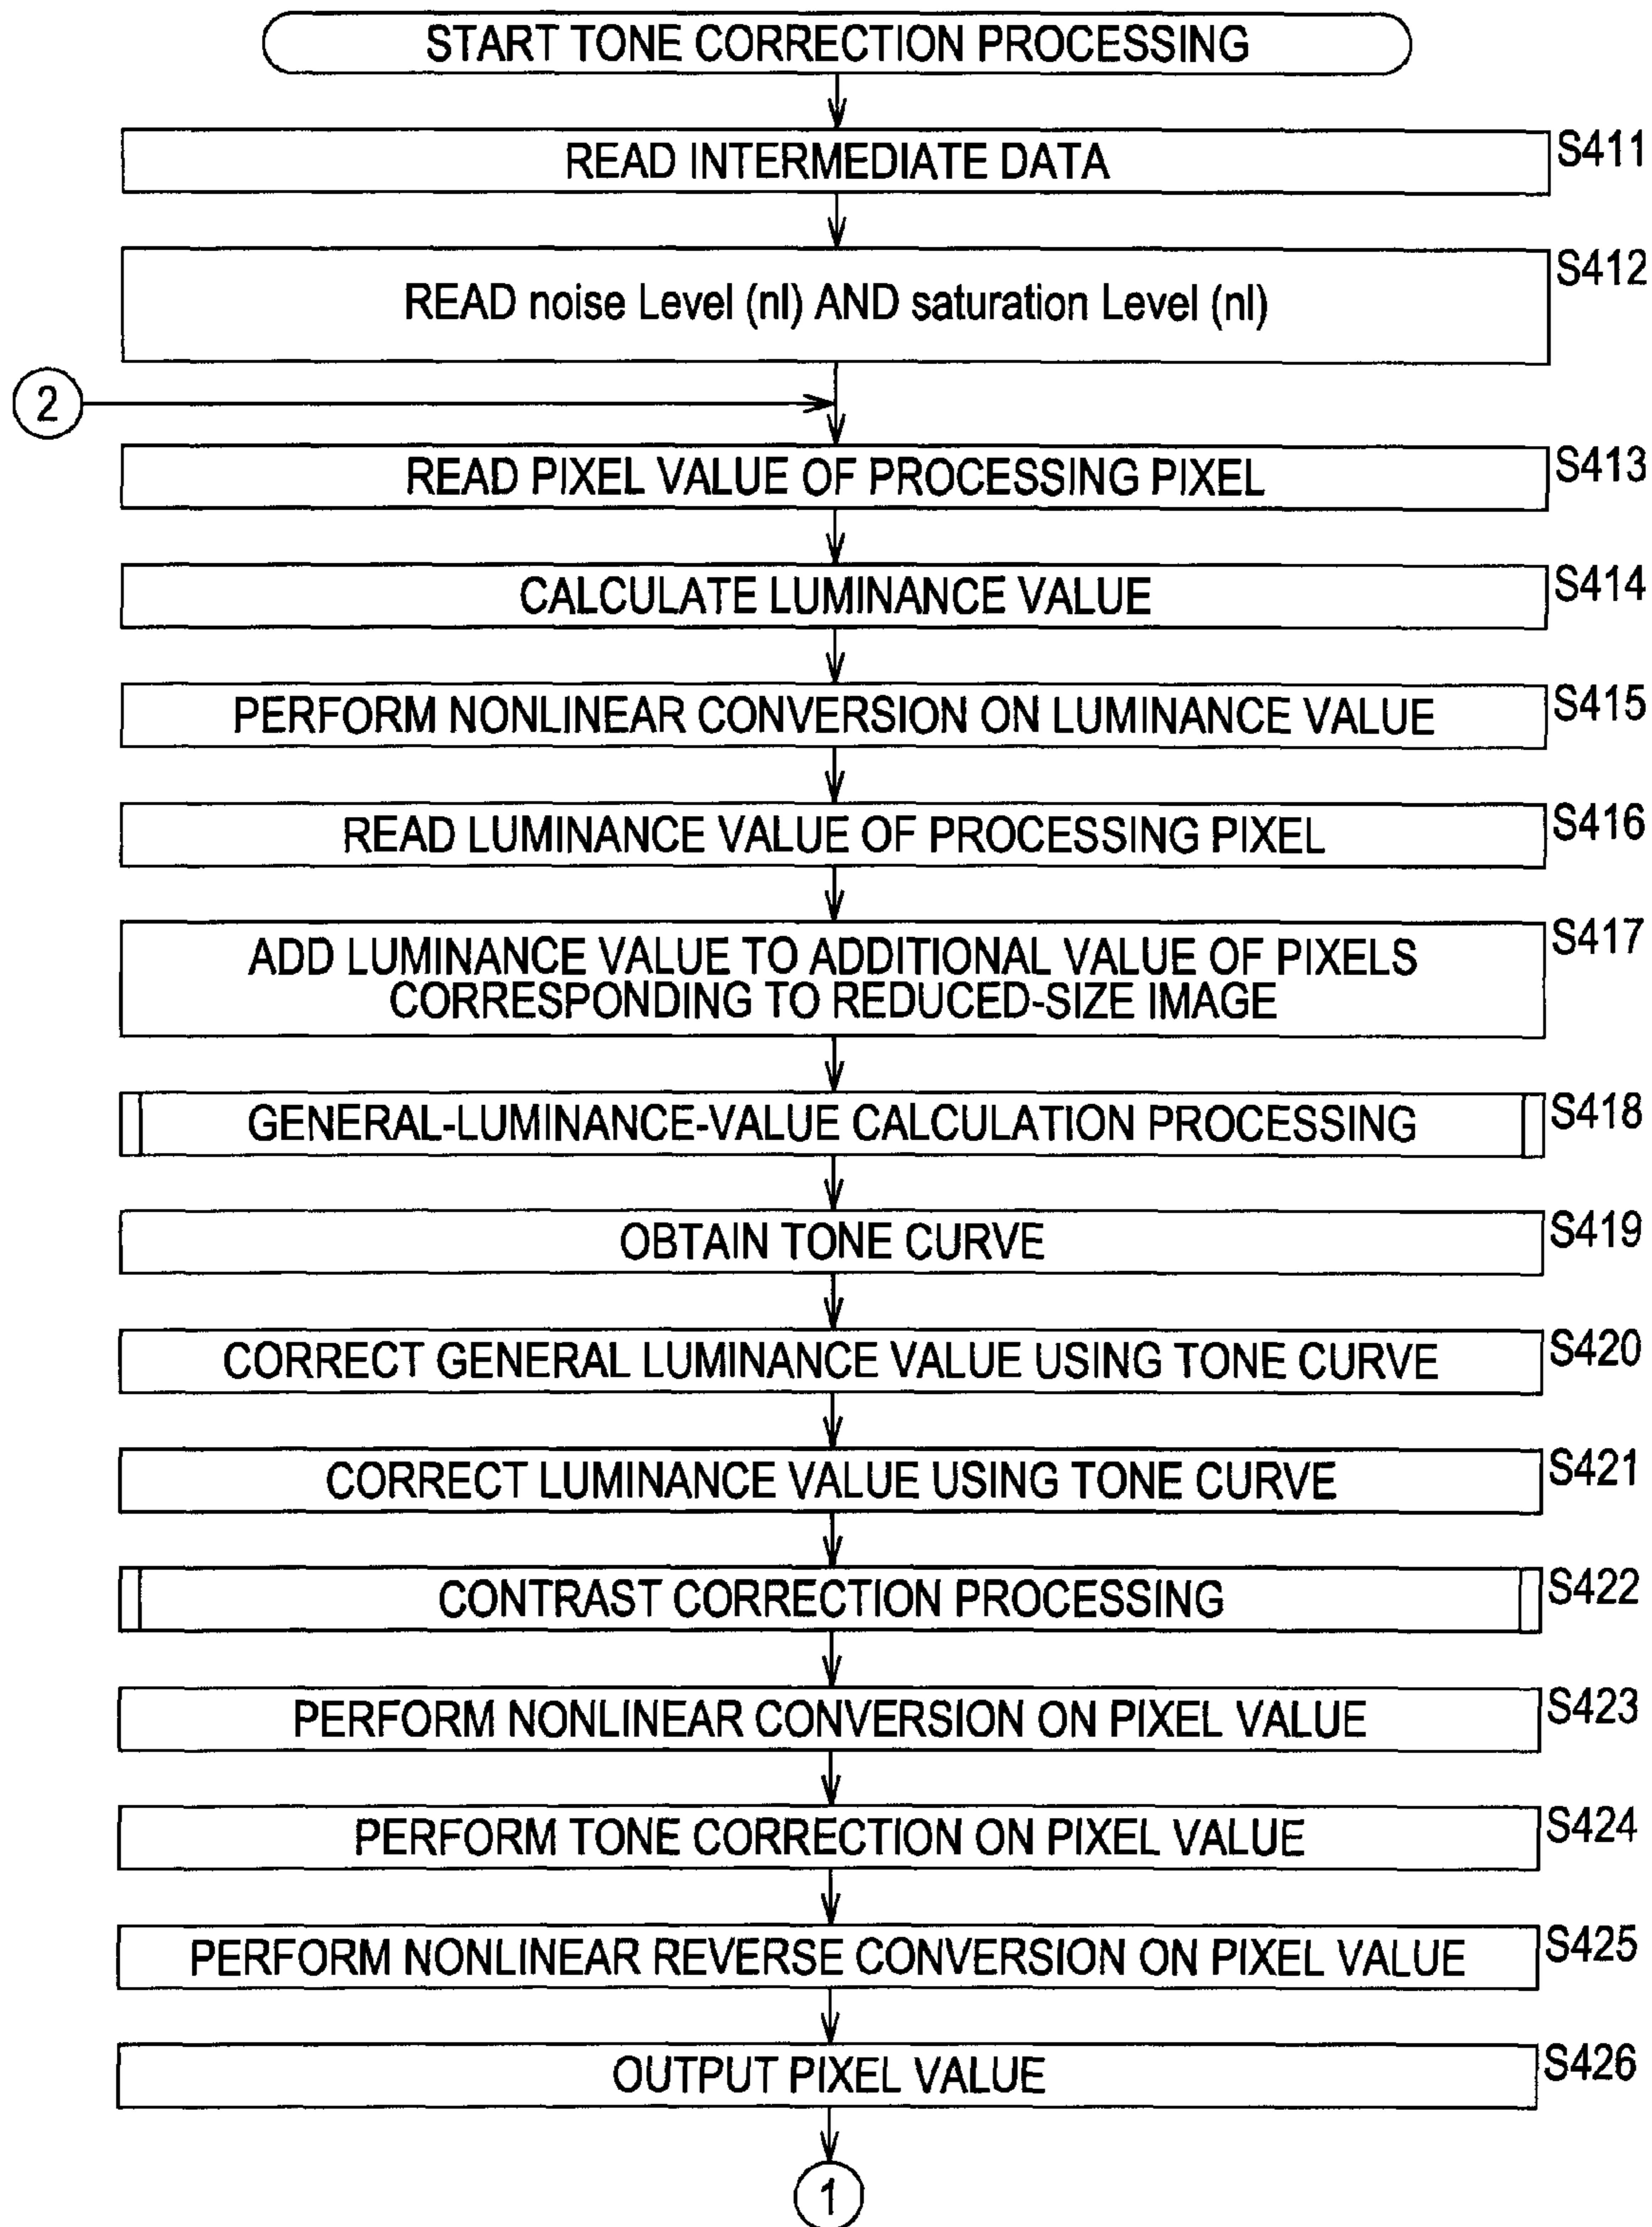 START TONE CORRECTION PROCESSING
READ INTERMEDIATE DATA
S411
READ noise Level (nl) AND saturation Level (nl)
S412
2
READ PIXEL VALUE OF PROCESSING PIXEL
S413
CALCULATE LUMINANCE VALUE
S414
PERFORM NONLINEAR CONVERSION ON LUMINANCE VALUE
S415
READ LUMINANCE VALUE OF PROCESSING PIXEL
S416
ADD LUMINANCE VALUE TO ADDITIONAL VALUE OF PIXELS
CORRESPONDING TO REDUCED-SIZE IMAGE
S417
GENERAL-LUMINANCE-VALUE CALCULATION PROCESSING
S418
OBTAIN TONE CURVE
S419
CORRECT GENERAL LUMINANCE VALUE USING TONE CURVE
S420
CORRECT LUMINANCE VALUE USING TONE CURVE
S421
CONTRAST CORRECTION PROCESSING
S422
PERFORM NONLINEAR CONVERSION ON PIXEL VALUE
S423
PERFORM TONE CORRECTION ON PIXEL VALUE
S424
PERFORM NONLINEAR REVERSE CONVERSION ON PIXEL VALUE
S425
OUTPUT PIXEL VALUE
S426
1